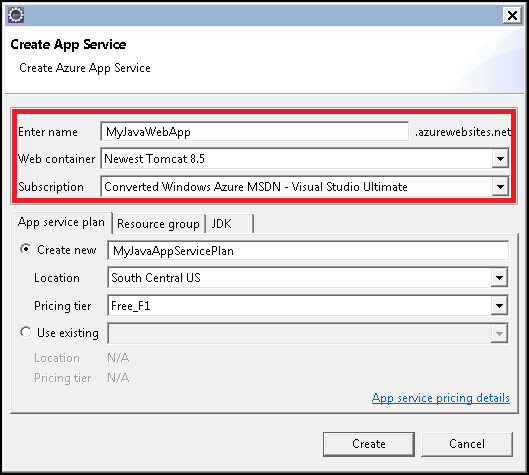 Create App Service
Create Azure App Service
Enter name MyJavaWebApp .azurewebsites.net
Web container Newest Tomcat 8.5
Subscription Converted Windows Azure MSDN - Visual Studio Ultimate
App service plan Resource group JDK
Create new MyJavaAppServicePlan
Location South Central US
Pricing tier Free_F1
Use existing
Location N/A
Pricing tier N/A
App service pricing details
Create Cancel